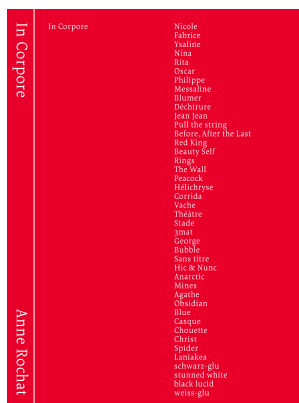 In Corpore
Anne Rochat
In Corpore
Nicole
Fabrice
Ysaline
Nina
Rita
Oscar
Philippe
Messaline
Blumer
Déchirure
Jean Jean
Pull the string
Before, After the Last
Red King
Beauty Self
Rings
The Wall
Peacock
Hélichryse
Corrida
Vache
Théâtre
Stade
3mat
George
Bubble
Sans titre
Hic & Nunc
Anarctic
Mines
Agathe
Obsidian
Blue
Casque
Chouette
Christ
Spider
Laniakea
schwarz-glu
stunned white
black lucid
weiss-glu